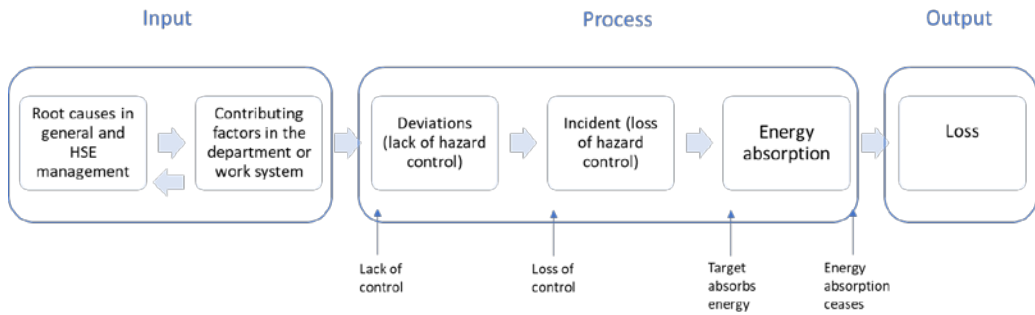 Input
Process
Output
Root causes in
general and
HSE
management
Contributing
factors in the
department or
work system
Deviations
(lack of hazard
control)
Incident (loss
of hazard
control)
Energy
absorption
Loss
Lack of
control
Loss of
control
Target
absorbs
energy
Energy
absorption
ceases